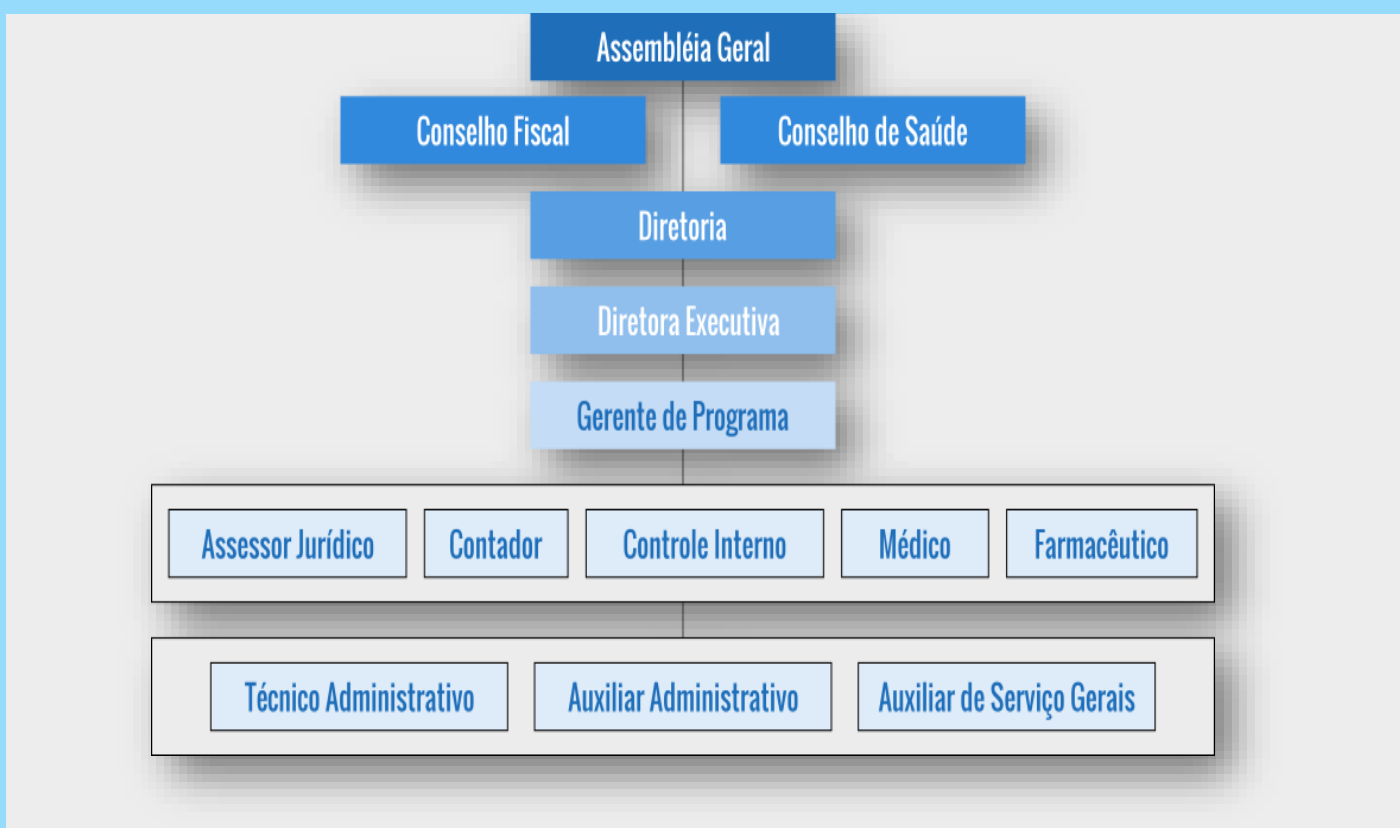 Assembléia Geral
Conselho Fiscal
Conselho de Saúde
Diretoria
Diretora Executiva
Gerente de Programa
Assessor Jurídico
Contador
Controle Interno
Médico
Farmacêutico
Técnico Administrativo
Auxiliar Administrativo
Auxiliar de Serviço Gerais